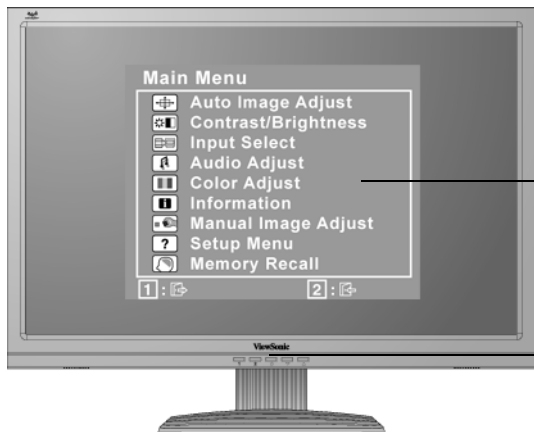 Main Menu
Auto Image Adjust
Contrast/Brightness
Input Select
Audio Adjust
Color Adjust
Information
Manual Image Adjust
? Setup Menu
Memory Recall
1 : 2 :
ViewSonic